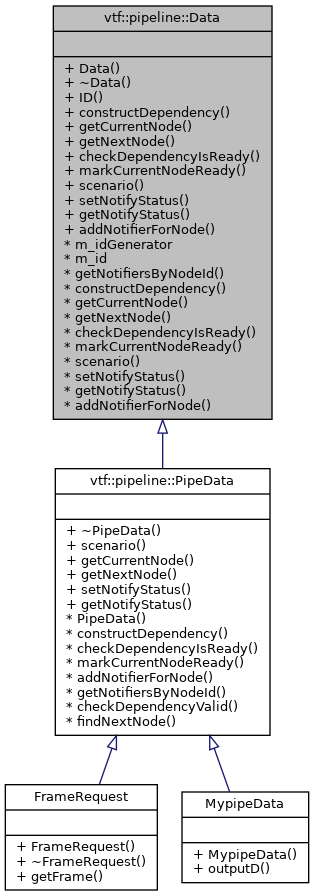 vtf::pipeline::Data
+ Data()
+ ~Data()
+ ID()
+ constructDependency()
+ getCurrentNode()
+ getNextNode()
+ checkDependencyIsReady()
+ markCurrentNodeReady()
+ scenario()
+ setNotifyStatus()
+ getNotifyStatus()
+ addNotifierForNode()
* m_idGenerator
* m_id
* getNotifiersByNodeId()
* constructDependency()
* getCurrentNode()
* getNextNode()
* checkDependencyIsReady()
* markCurrentNodeReady()
* scenario()
* setNotifyStatus()
* getNotifyStatus()
* addNotifierForNode()
vtf::pipeline::PipeData
+ ~PipeData()
+ scenario()
+ getCurrentNode()
+ getNextNode()
+ setNotifyStatus()
+ getNotifyStatus()
* PipeData()
* constructDependency()
* checkDependencyIsReady()
* markCurrentNodeReady()
* addNotifierForNode()
* getNotifiersByNodeId()
* checkDependencyValid()
* findNextNode()
FrameRequest
+ FrameRequest()
+ ~FrameRequest()
+ getFrame()
MypipeData
+ MypipeData()
+ outputD()